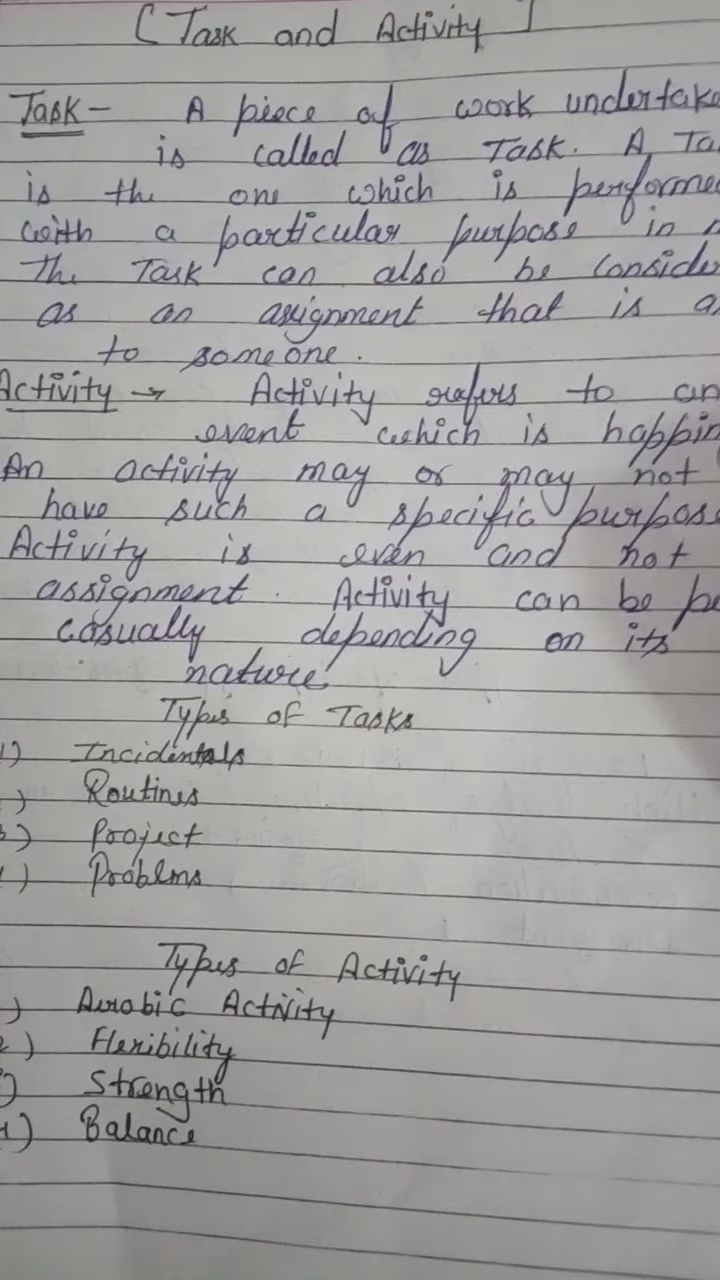 [Task and Activity]
Task - A piece of work undertake
is called as Task. A Ta
is the one which is performe
with a particular purpose in
The Task can also be conside
as an assignment that is a
to someone.
Activity → Activity refers to an
event which is happin
An activity may or may not
have such a specific purpos
Activity is even and not
assignment. Activity can be pe
casually depending on its
nature.
Types of Tasks
1) Incidentals
) Routines
3) Project
) Problms
Types of Activity
) Aerobic Activity
2) Flexibility
) Strength
4) Balance